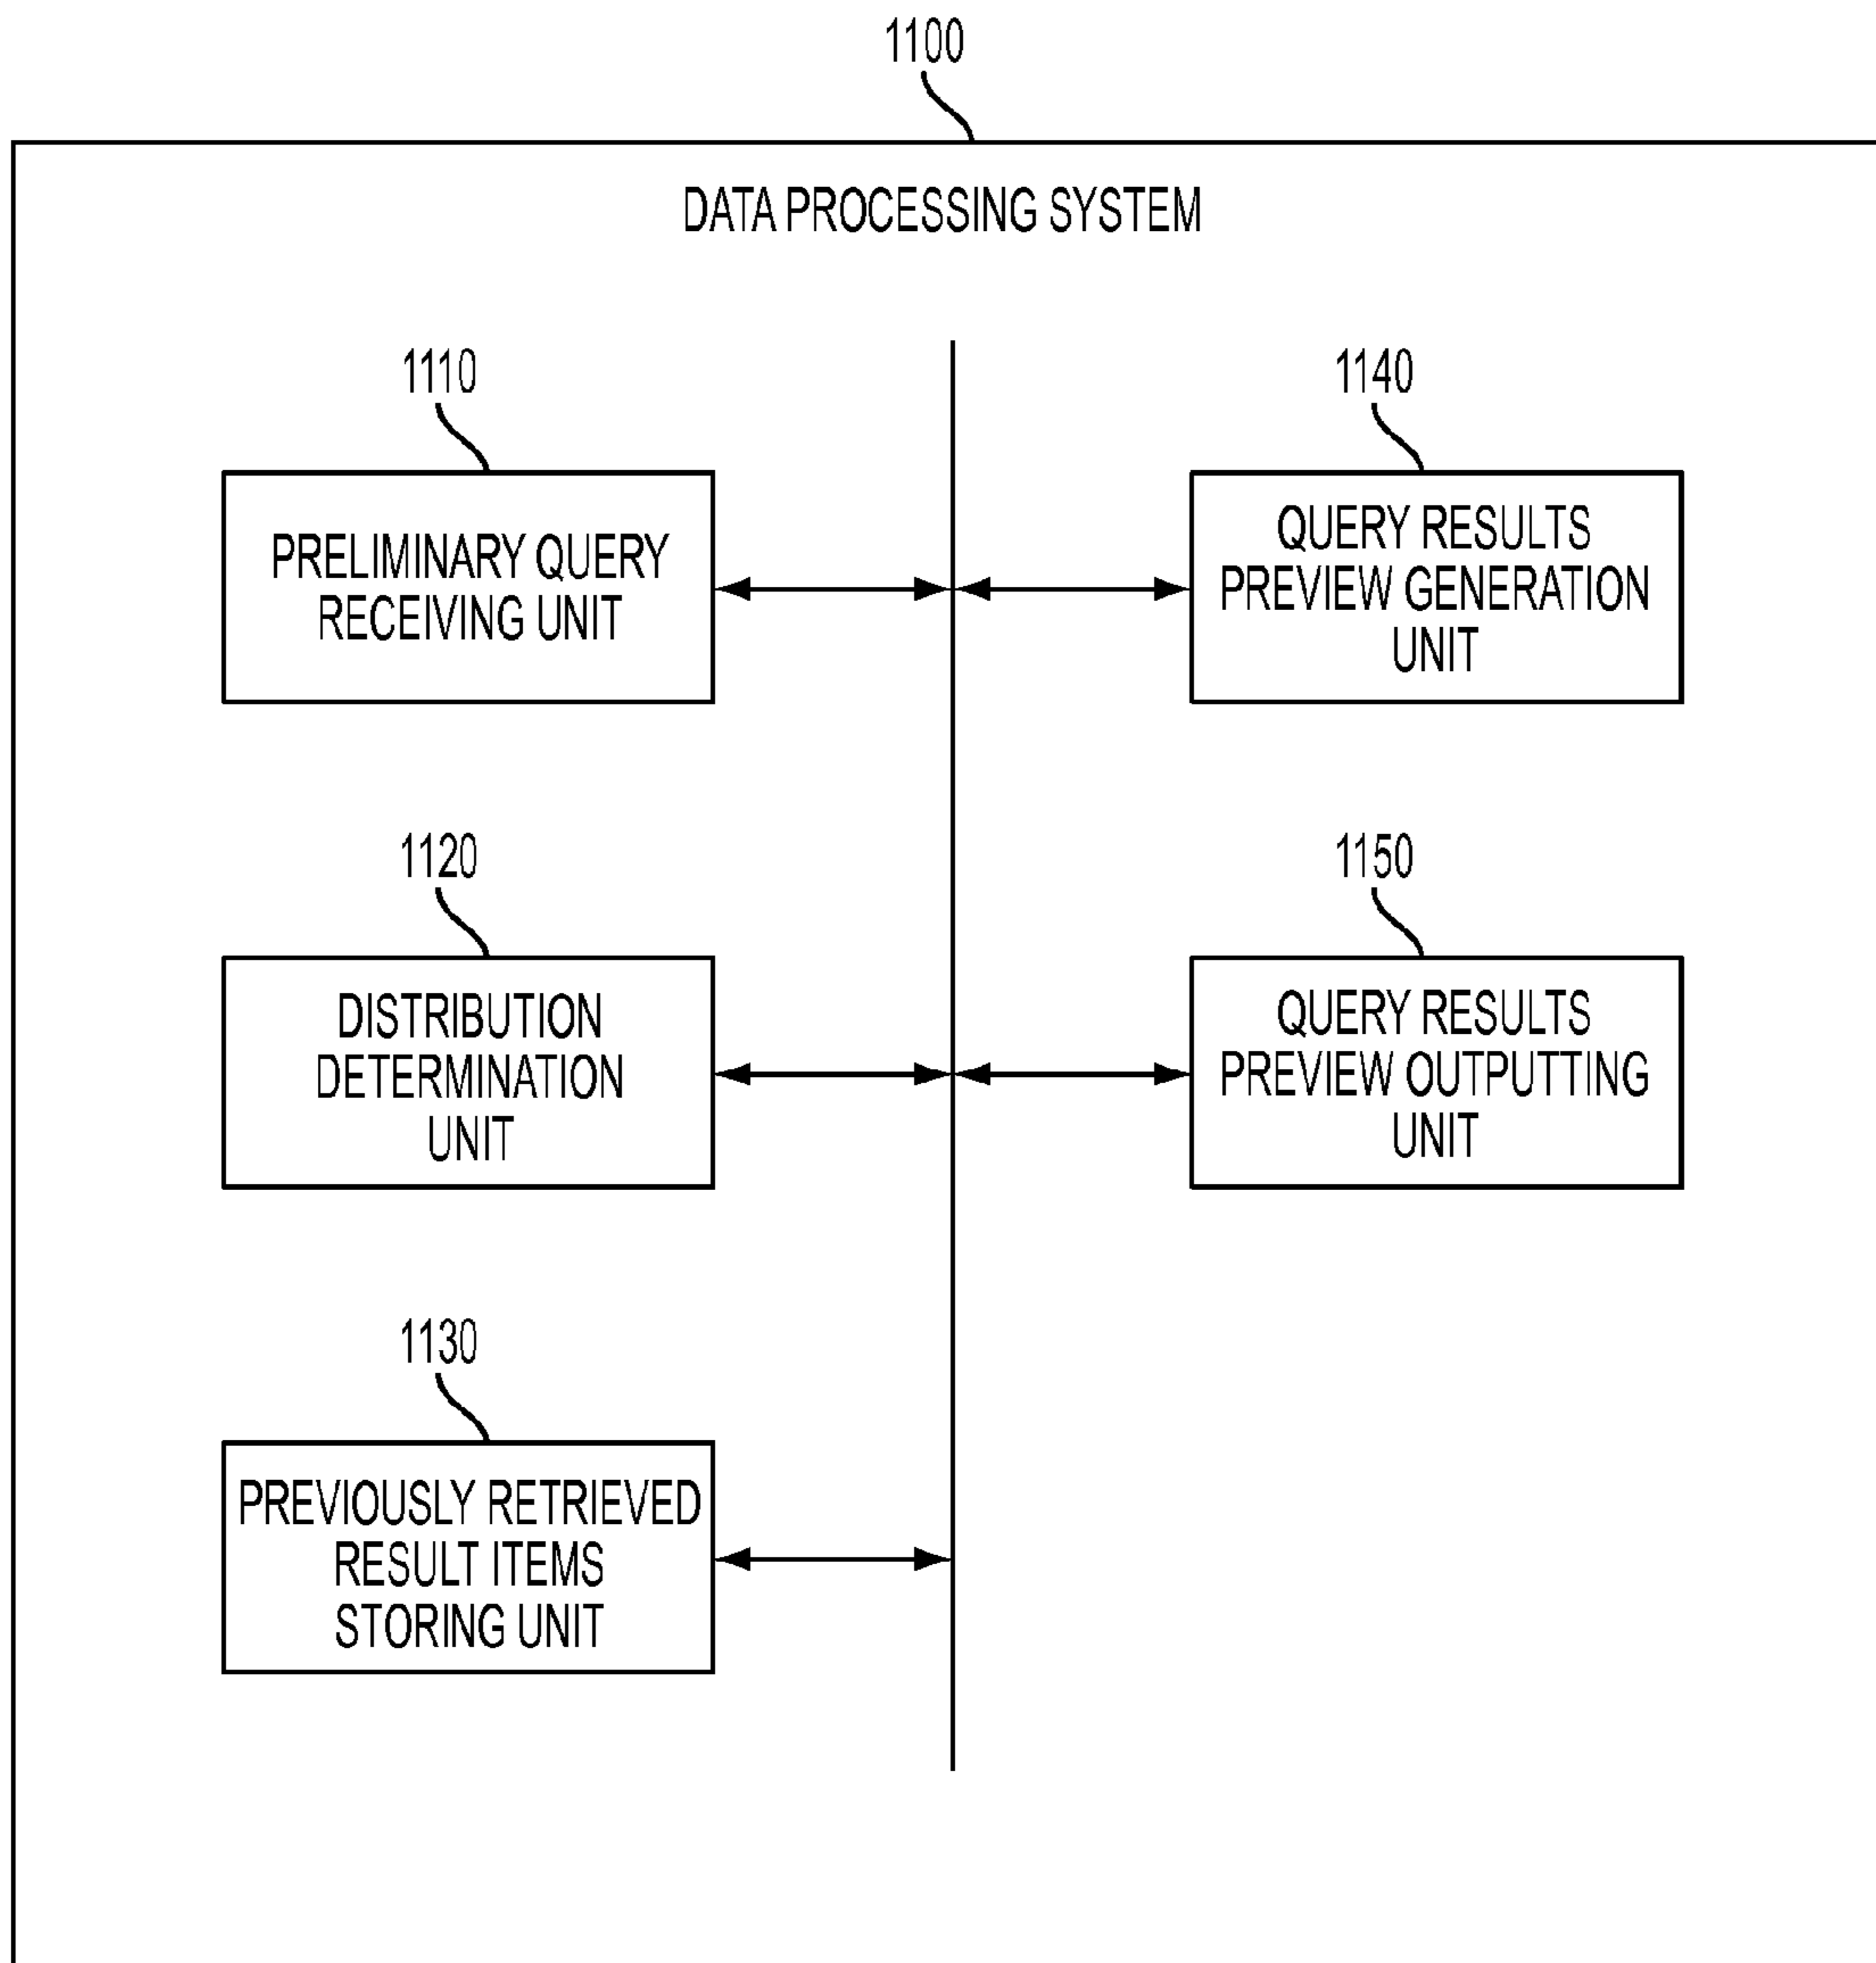 1100
DATA PROCESSING SYSTEM
1110
PRELIMINARY QUERY
RECEIVING UNIT
1140
QUERY RESULTS
PREVIEW GENERATION
UNIT
1120
DISTRIBUTION
DETERMINATION
UNIT
1150
QUERY RESULTS
PREVIEW OUTPUTTING
UNIT
1130
PREVIOUSLY RETRIEVED
RESULT ITEMS
STORING UNIT